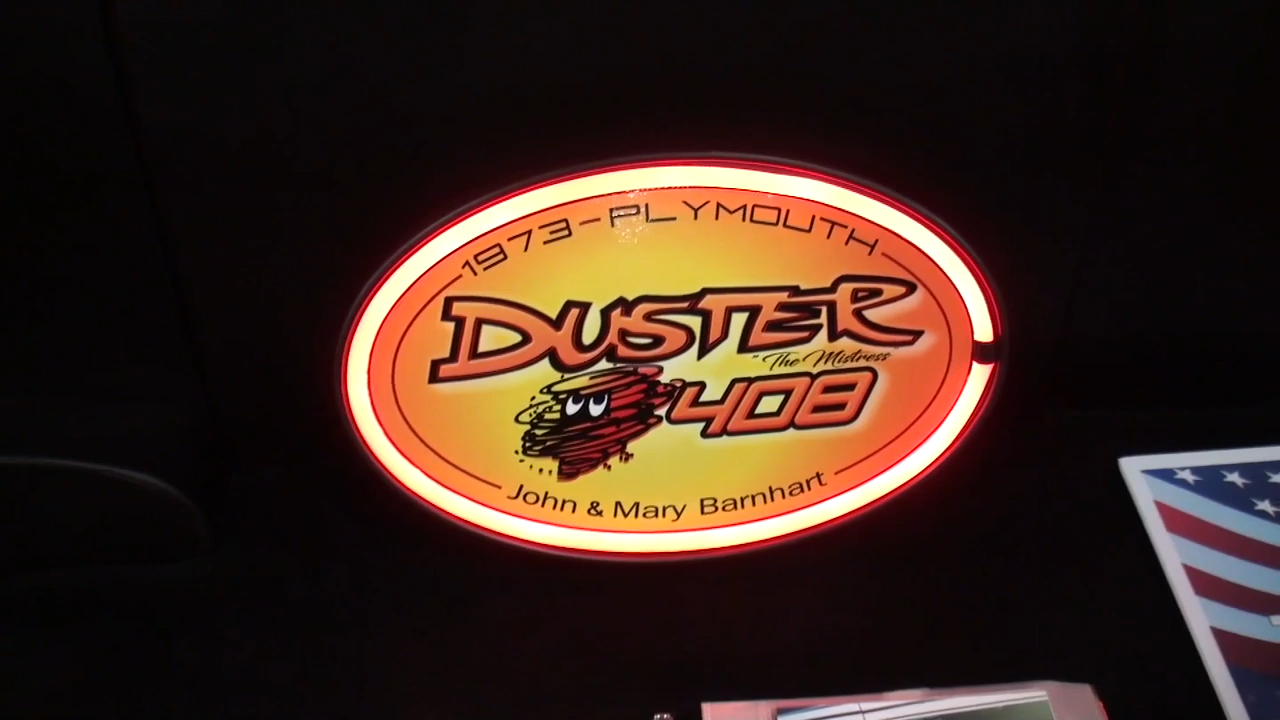 1973-PLYMOUTH
DUSTER
"The Mistress
408
John & Mary Barnhart